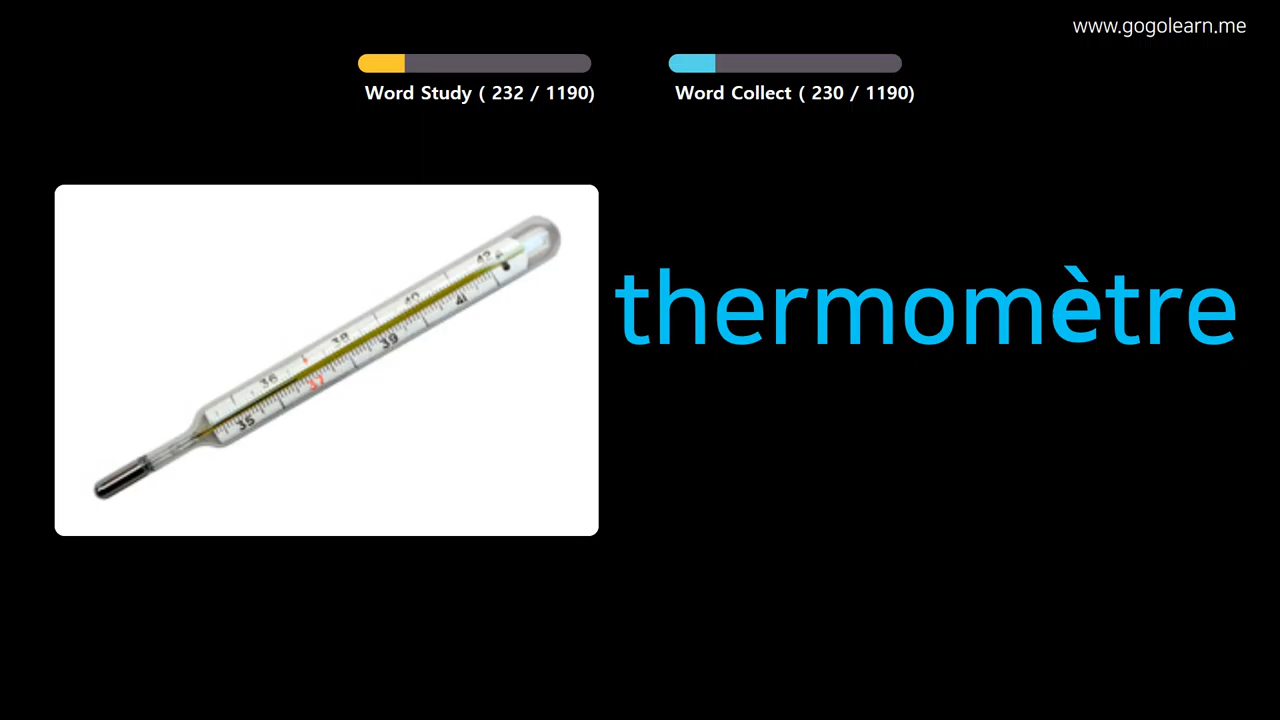 www.gogolearn.me
Word Study ( 232 / 1190)
Word Collect ( 230 / 1190)
thermomètre
42
41
40
39
38
37
36
35